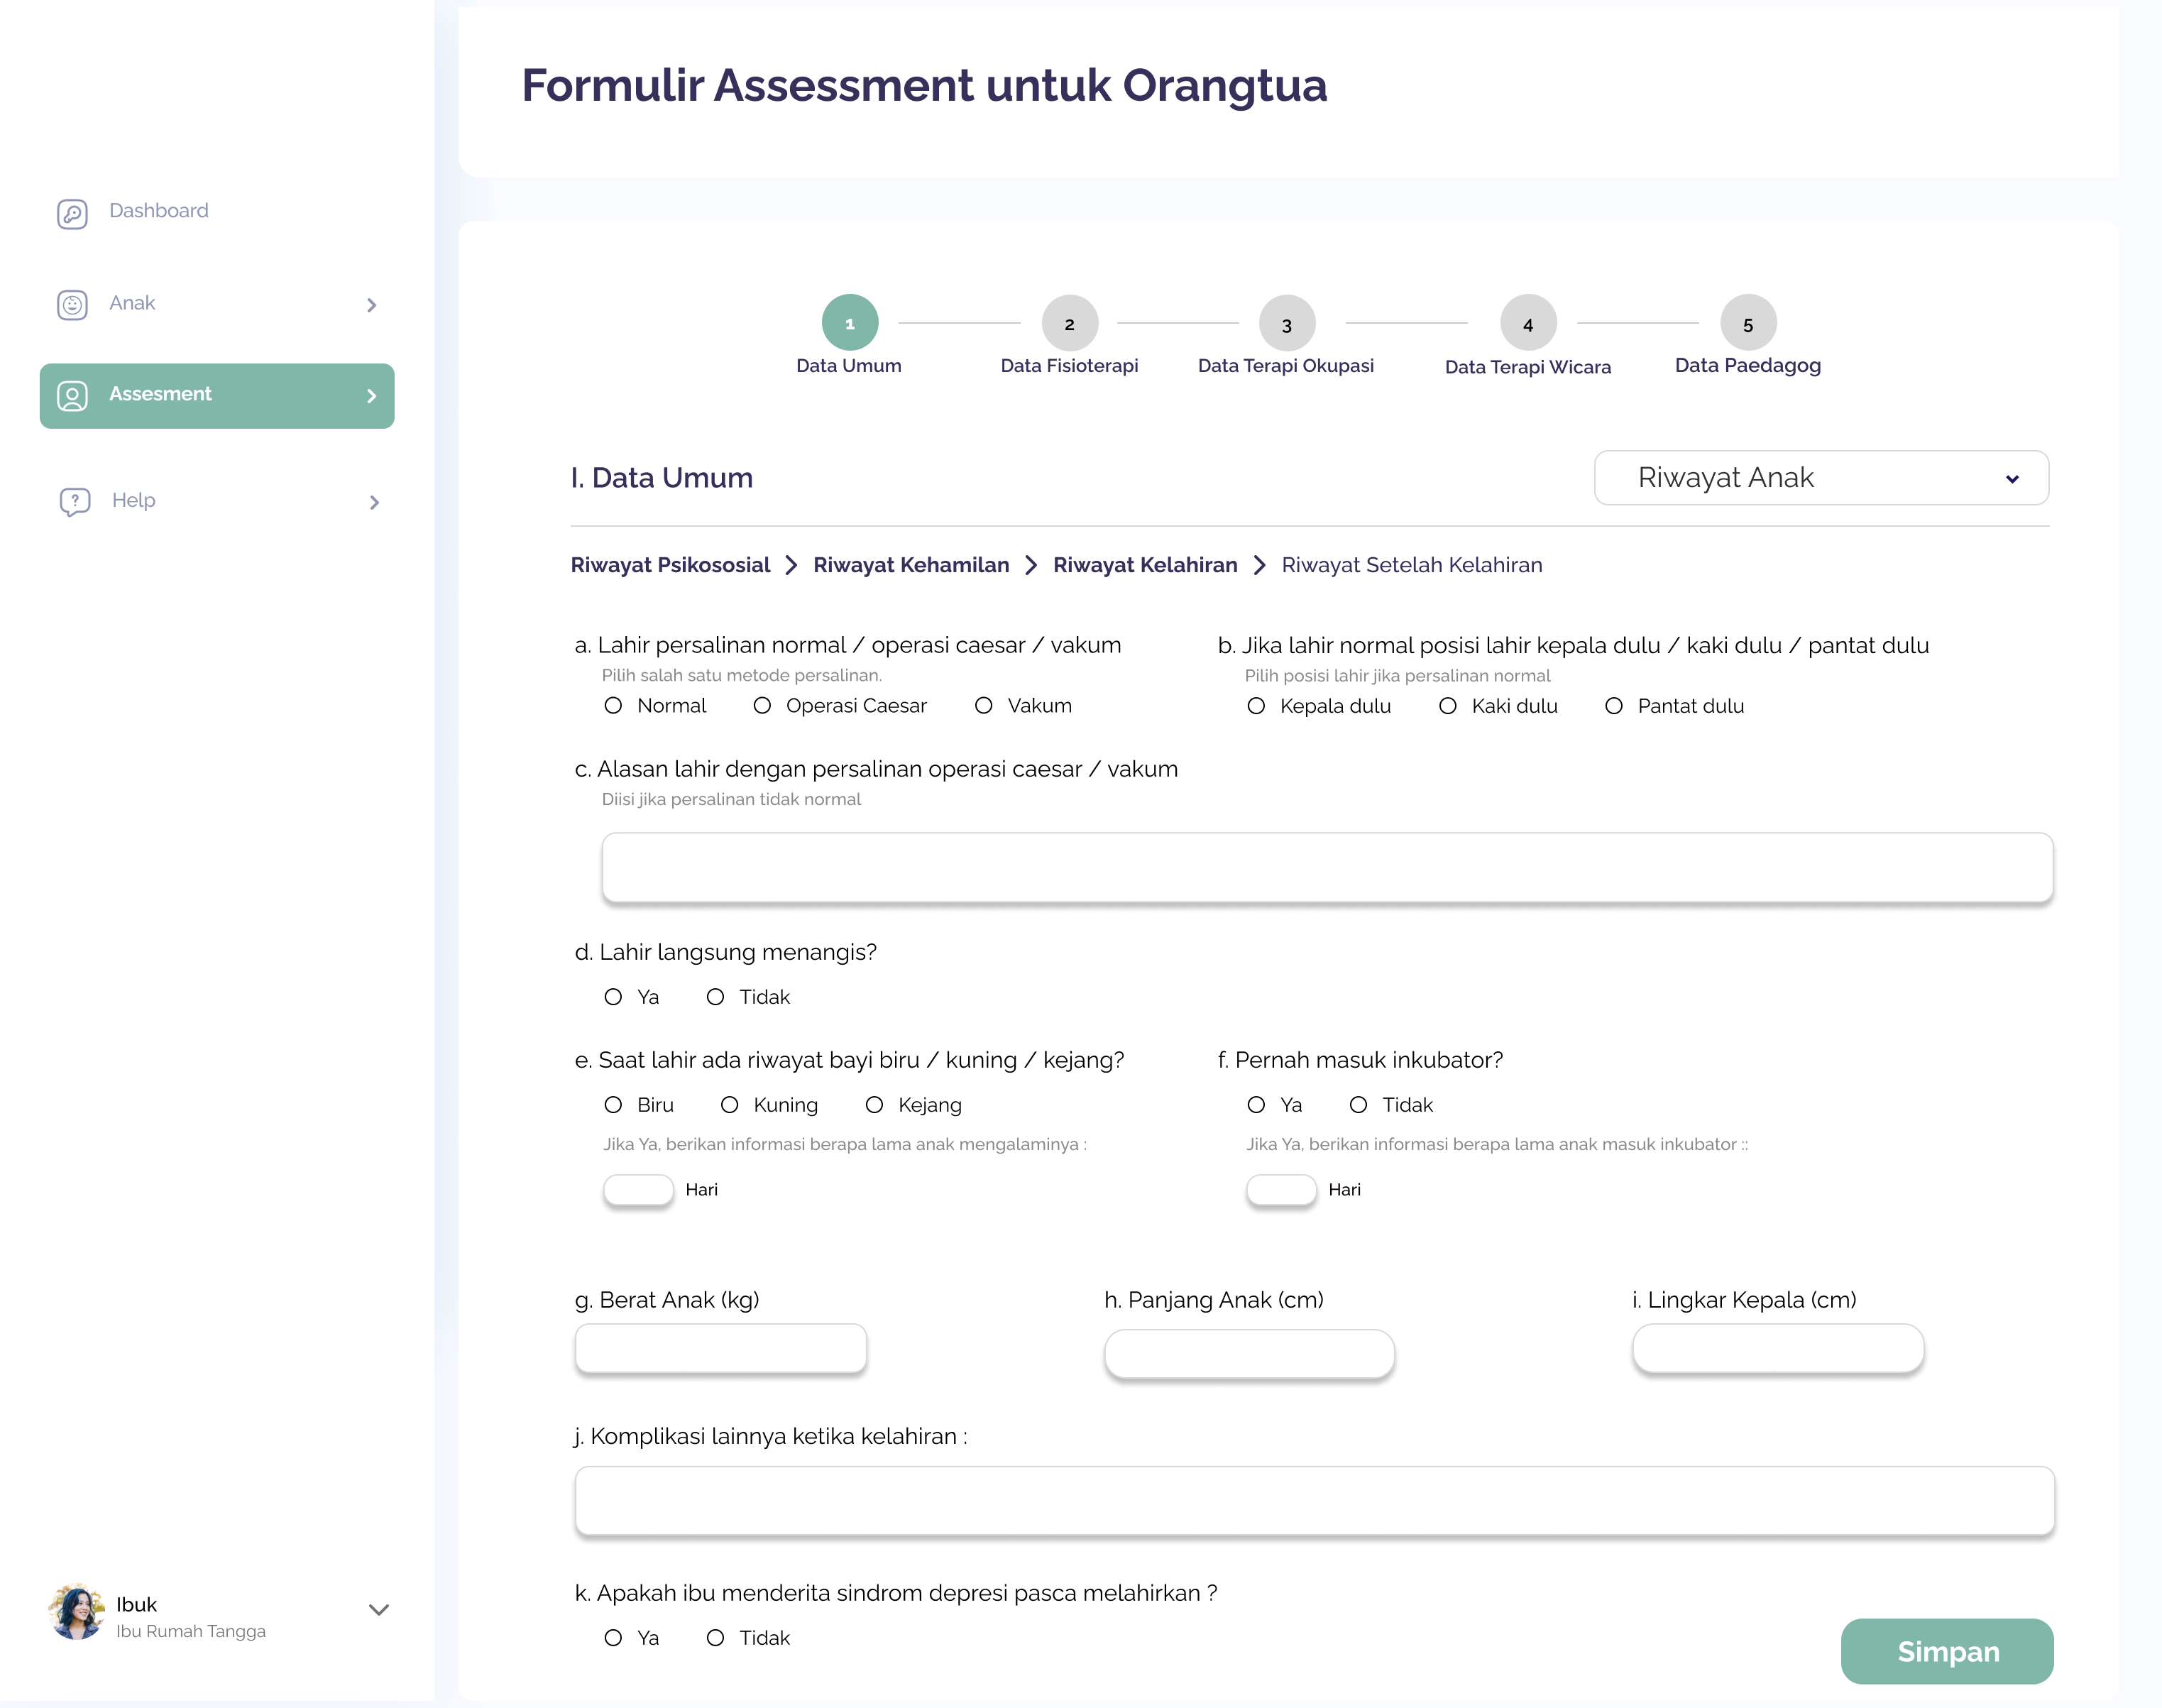 Formulir Assessment untuk Orangtua
Dashboard
Anak
Assesment
Help
1
2
3
4
5
Data Umum
Data Fisioterapi
Data Terapi Okupasi
Data Terapi Wicara
Data Paedagog
I. Data Umum
Riwayat Anak
Riwayat Psikososial > Riwayat Kehamilan > Riwayat Kelahiran > Riwayat Setelah Kelahiran
a. Lahir persalinan normal / operasi caesar / vakum
Pilih salah satu metode persalinan.
Normal
Operasi Caesar
Vakum
b. Jika lahir normal posisi lahir kepala dulu / kaki dulu / pantat dulu
Pilih posisi lahir jika persalinan normal
Kepala dulu
Kaki dulu
Pantat dulu
c. Alasan lahir dengan persalinan operasi caesar / vakum
Diisi jika persalinan tidak normal
d. Lahir langsung menangis?
Ya
Tidak
e. Saat lahir ada riwayat bayi biru / kuning / kejang?
Biru
Kuning
Kejang
Jika Ya, berikan informasi berapa lama anak mengalaminya :
Hari
f. Pernah masuk inkubator?
Ya
Tidak
Jika Ya, berikan informasi berapa lama anak masuk inkubator ::
Hari
g. Berat Anak (kg)
h. Panjang Anak (cm)
i. Lingkar Kepala (cm)
j. Komplikasi lainnya ketika kelahiran :
k. Apakah ibu menderita sindrom depresi pasca melahirkan ?
Ya
Tidak
Simpan
Ibuk
Ibu Rumah Tangga